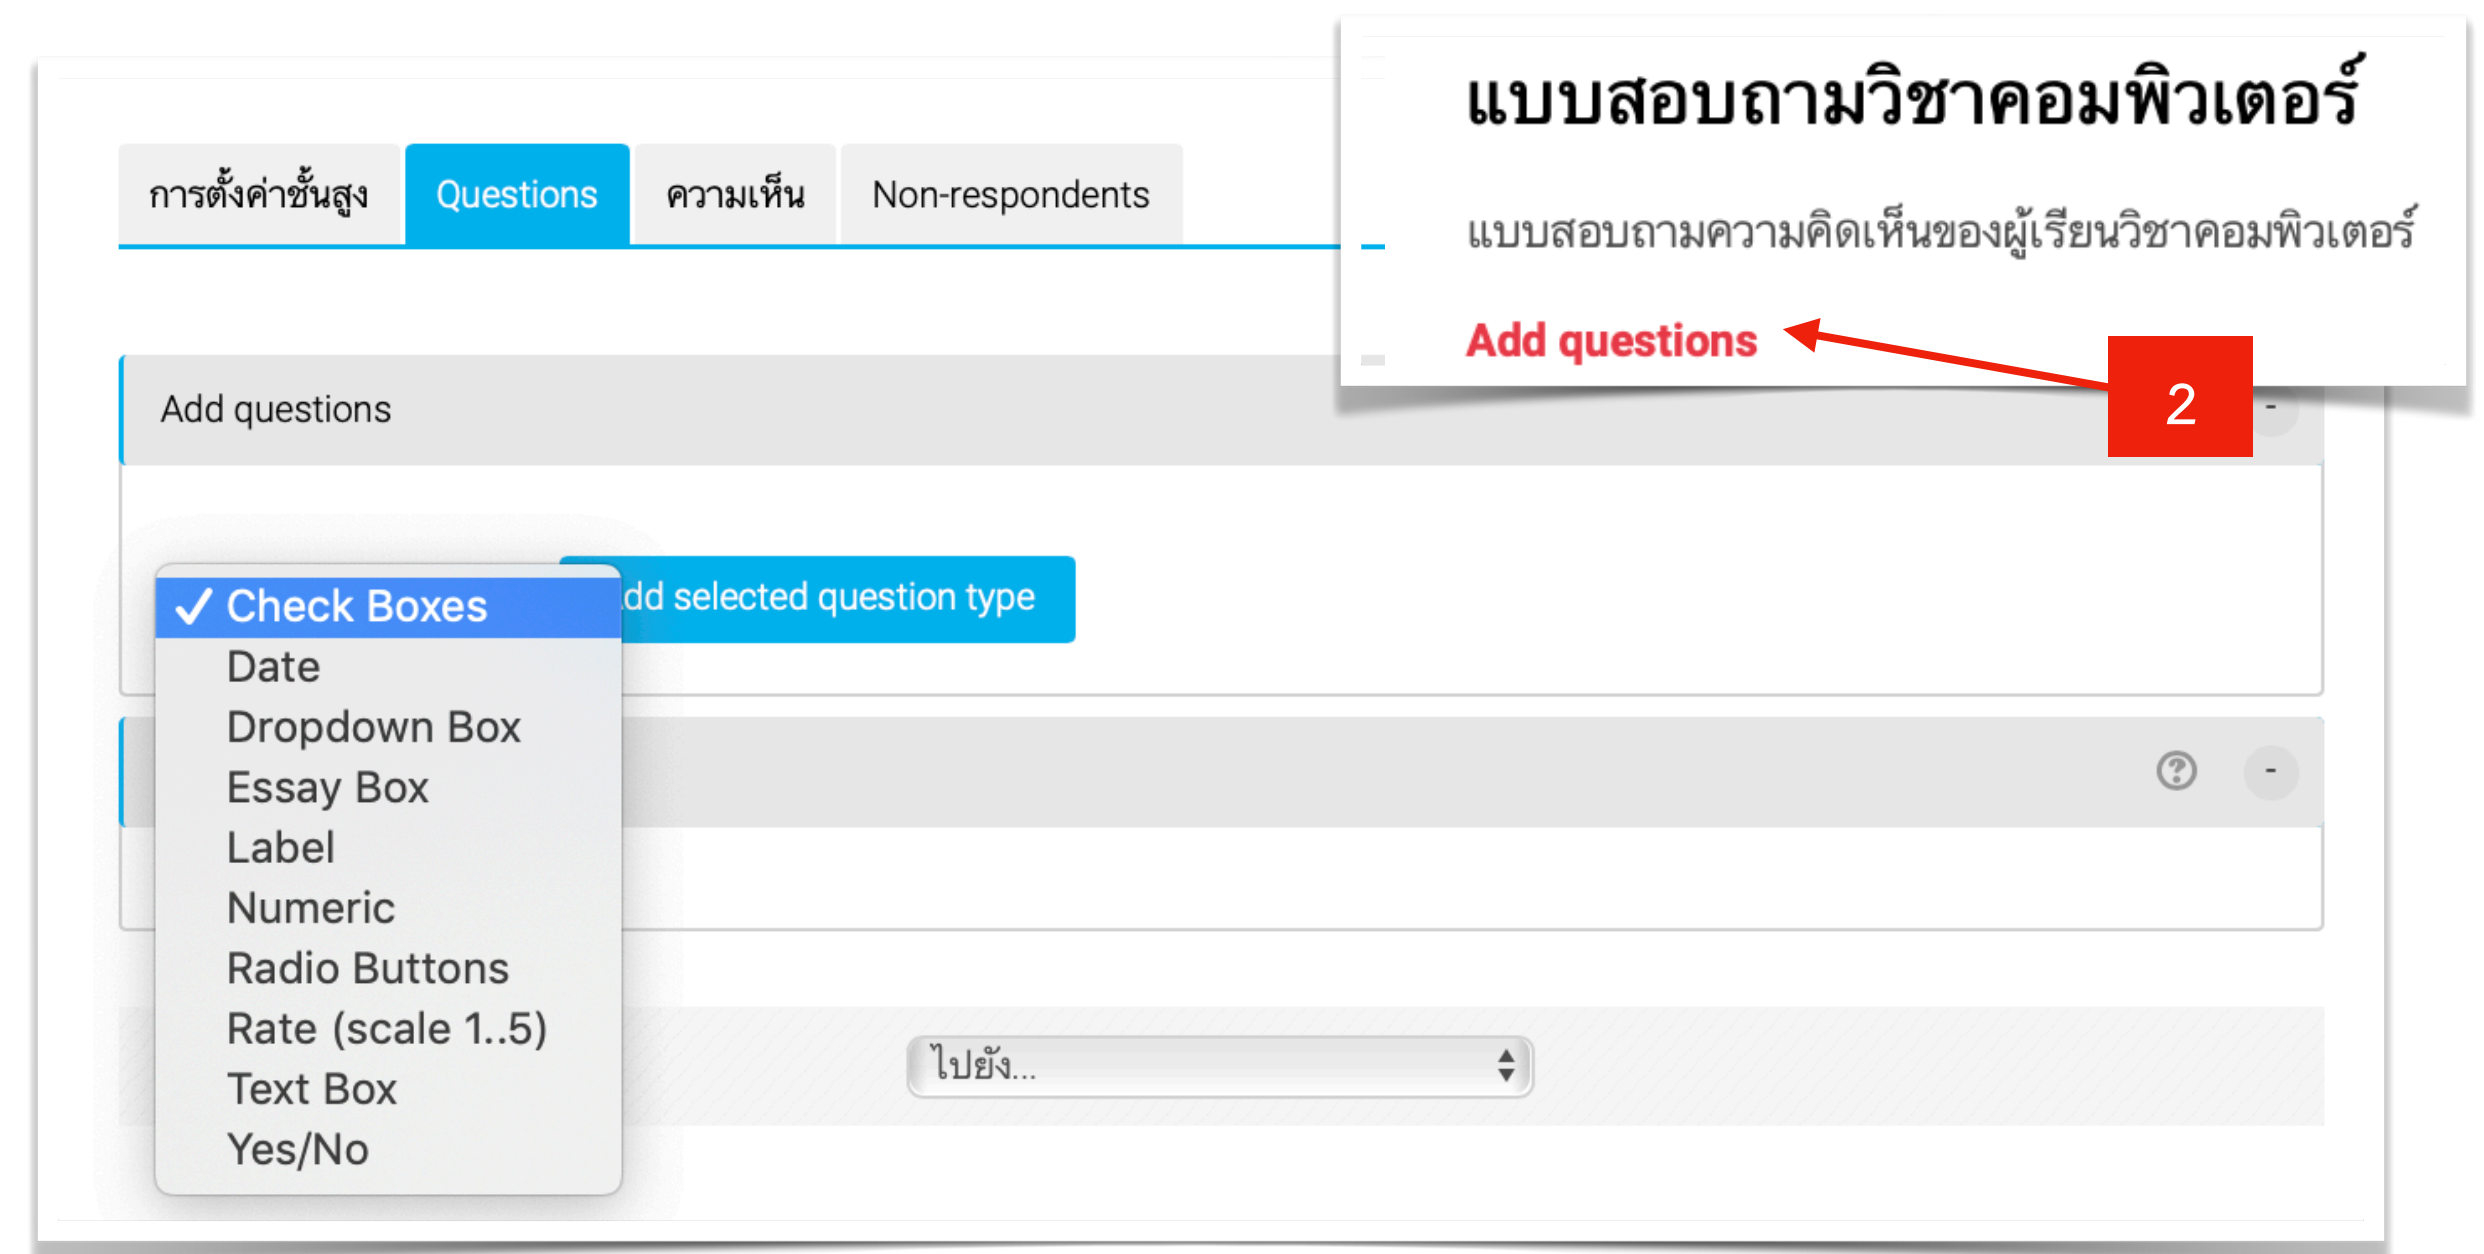 แบบสอบถามวิชาคอมพิวเตอร์
แบบสอบถามความคิดเห็นของผู้เรียนวิชาคอมพิวเตอร์
Add questions
2
การตั้งค่าชั้นสูง
Questions
ความเห็น
Non-respondents
Add questions
-
dd selected question type
✓ Check Boxes
Date
Dropdown Box
Essay Box
Label
Numeric
Radio Buttons
Rate (scale 1..5)
Text Box
Yes/No
? -
ไปยัง...